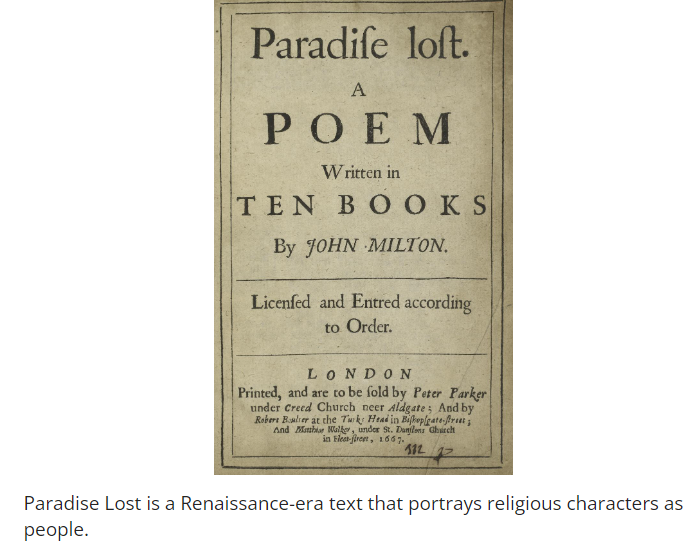 Paradiſe loſt.
A
POEM
Written in
TEN BOOKS
By JOHN MILTON.
Licenſed and Entred according
to Order.
LONDON
Printed, and are to be ſold by Peter Parker
under Creed Church neer Aldgate; And by
Robert Boulter at the Turks Head in Biſhopſgate-ſtreet;
And Matthias Walker, under St. Dunſtons Church
in Fleet-ſtreet, 1667.
Paradise Lost is a Renaissance-era text that portrays religious characters as
people.